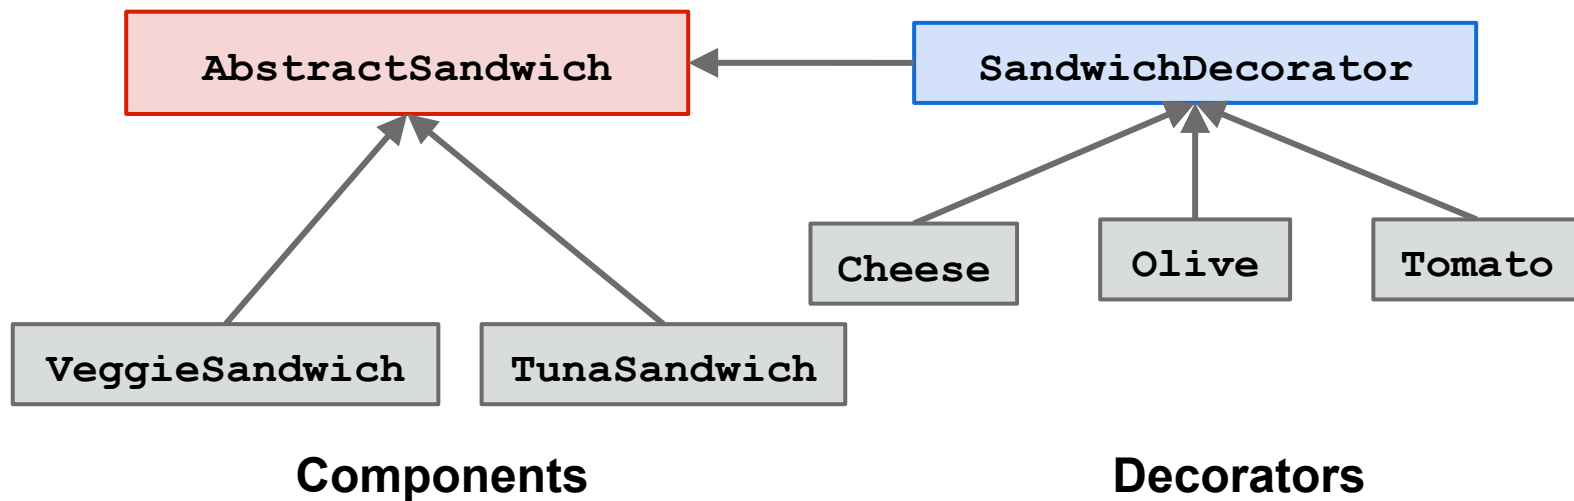 AbstractSandwich
SandwichDecorator
Cheese
Olive
Tomato
VeggieSandwich
TunaSandwich
Components
Decorators